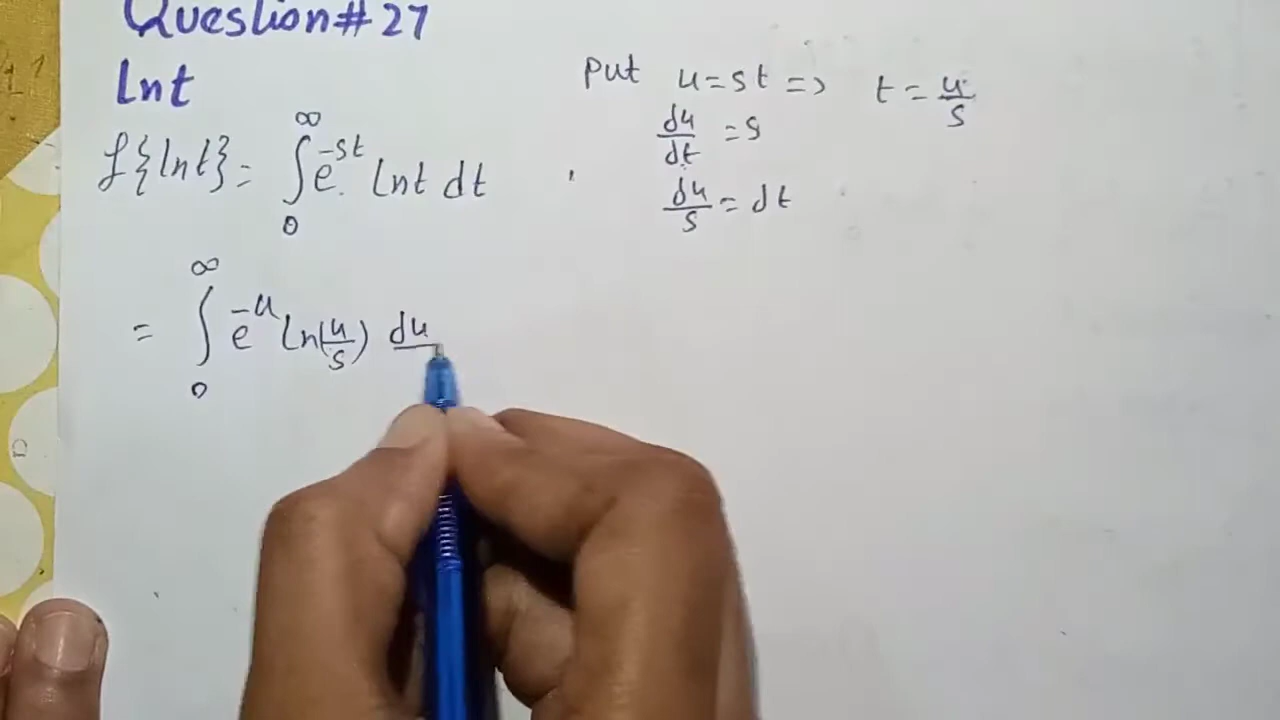 Question#27
lnt
L{lnt} = ∫₀^∞ e^-st lnt dt
= ∫₀^∞ e^-u ln(u/s) du
Put u=st => t=u/s
du/dt = s
du/s = dt